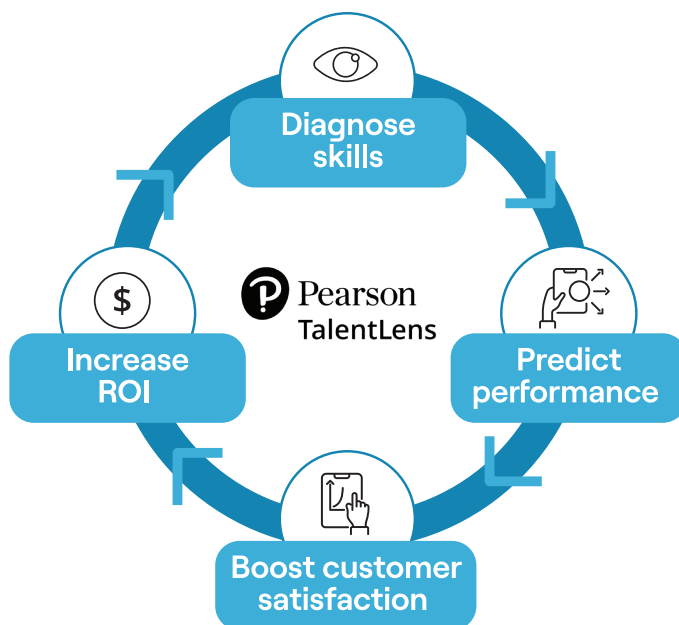 Diagnose
skills
Predict
performance
Boost customer
satisfaction
Increase
ROI
$
Pearson
TalentLens